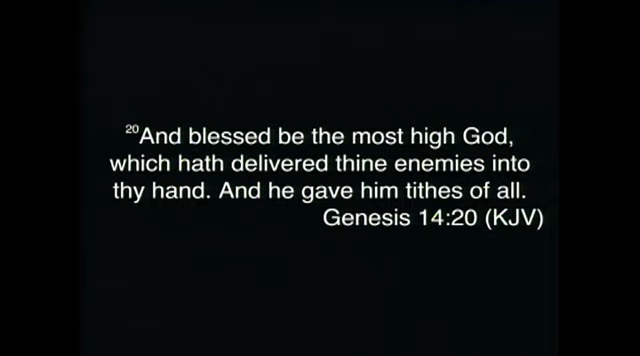 20And blessed be the most high God,
which hath delivered thine enemies into
thy hand. And he gave him tithes of all.
Genesis 14:20 (KJV)